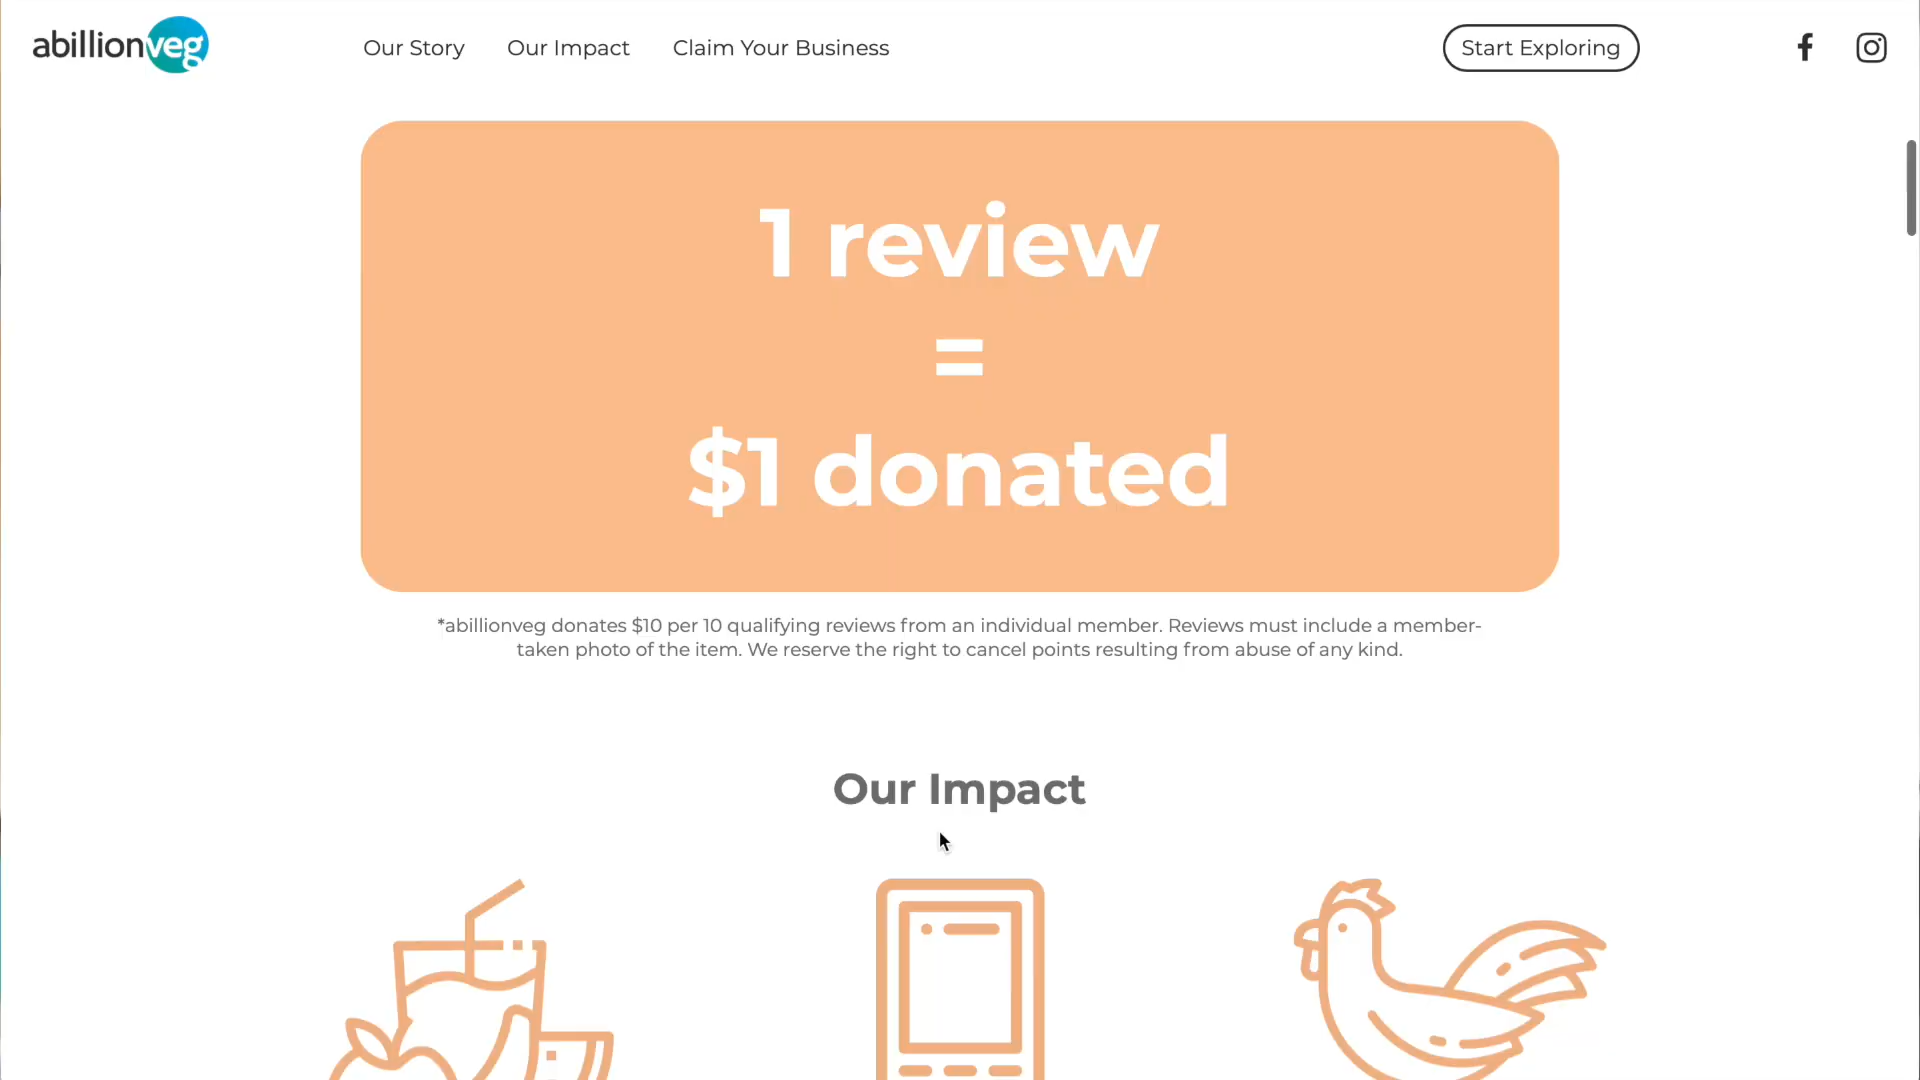 abillionveg
Our Story
Our Impact
Claim Your Business
Start Exploring
1 review
=
$1 donated
*abillionveg donates $10 per 10 qualifying reviews from an individual member. Reviews must include a member-
taken photo of the item. We reserve the right to cancel points resulting from abuse of any kind.
Our Impact